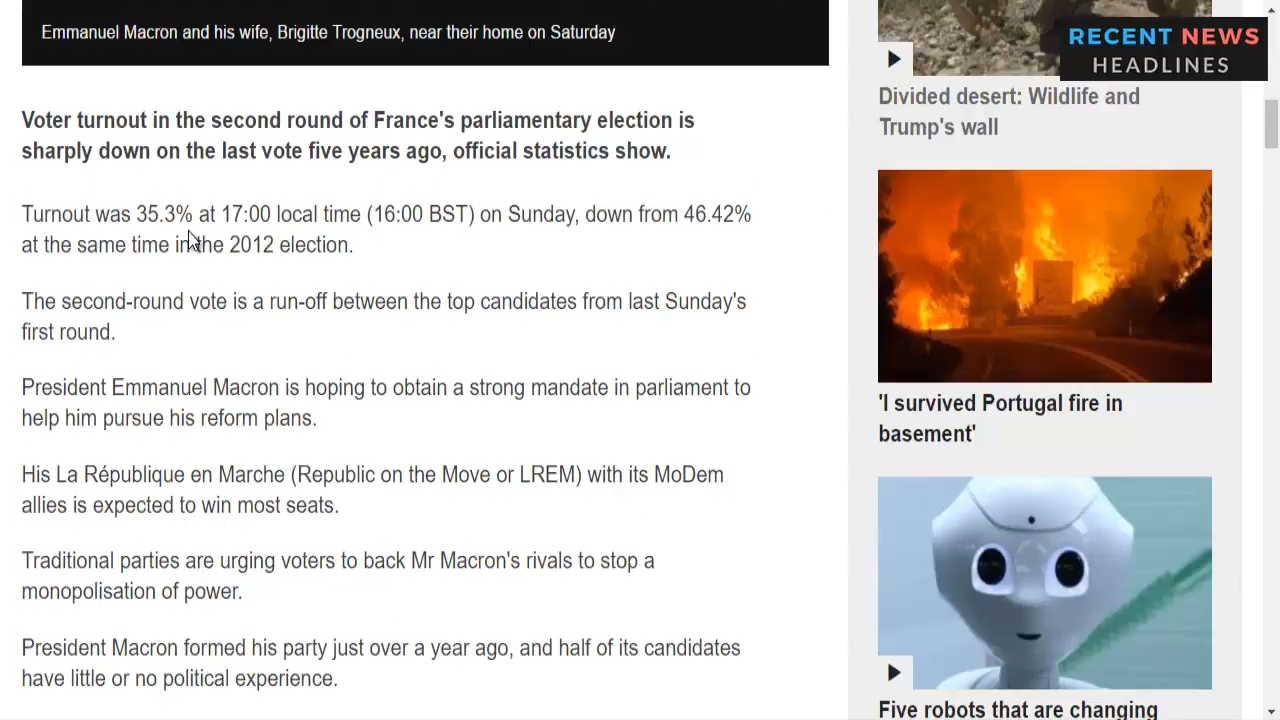 Emmanuel Macron and his wife, Brigitte Trogneux, near their home on Saturday
Voter turnout in the second round of France's parliamentary election is
sharply down on the last vote five years ago, official statistics show.
Turnout was 35.3% at 17:00 local time (16:00 BST) on Sunday, down from 46.42%
at the same time in the 2012 election.
The second-round vote is a run-off between the top candidates from last Sunday's
first round.
President Emmanuel Macron is hoping to obtain a strong mandate in parliament to
help him pursue his reform plans.
His La République en Marche (Republic on the Move or LREM) with its MoDem
allies is expected to win most seats.
Traditional parties are urging voters to back Mr Macron's rivals to stop a
monopolisation of power.
President Macron formed his party just over a year ago, and half of its candidates
have little or no political experience.
RECENT NEWS
HEADLINES
Divided desert: Wildlife and
Trump's wall
'I survived Portugal fire in
basement'
Five robots that are changing